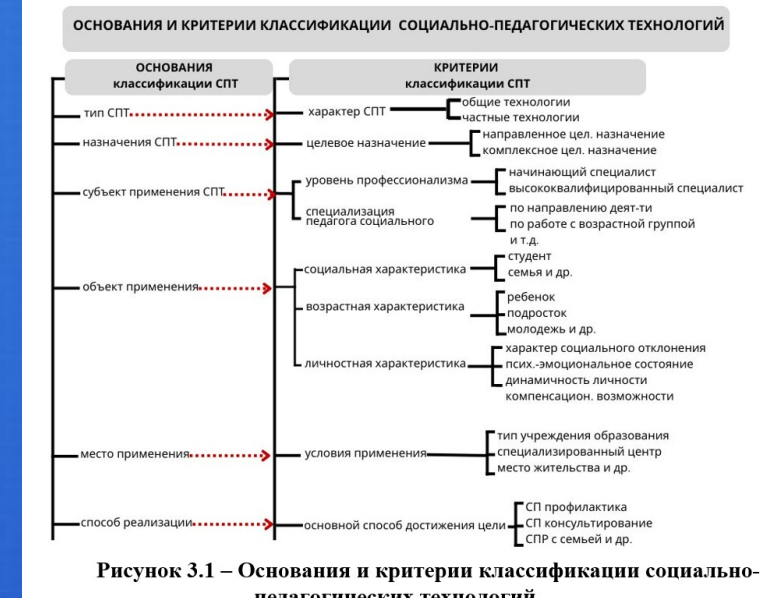 ОСНОВАНИЯ И КРИТЕРИИ КЛАССИФИКАЦИИ СОЦИАЛЬНО-ПЕДАГОГИЧЕСКИХ ТЕХНОЛОГИЙ
ОСНОВАНИЯ
классификации СПТ
КРИТЕРИИ
классификации СПТ
тип СПТ
характер СПТ
общие технологии
частные технологии
назначения СПТ
целевое назначение
направленное цел. назначение
комплексное цел. назначение
субъект применения СПТ
уровень профессионализма
начинающий специалист
высококвалифицированный специалист
специализация
педагога социального
по направлению деят-ти
по работе с возрастной группой
и т.д.
объект применения
социальная характеристика
студент
семья и др.
возрастная характеристика
ребенок
подросток
молодежь и др.
личностная характеристика
характер социального отклонения
псих.-эмоциональное состояние
динамичность личности
компенсацион. возможности
место применения
условия применения
тип учреждения образования
специализированный центр
место жительства и др.
способ реализации
основной способ достижения цели
СП профилактика
СП консультирование
СПР с семьей и др.
Рисунок 3.1 – Основания и критерии классификации социально-
педагогических технологий